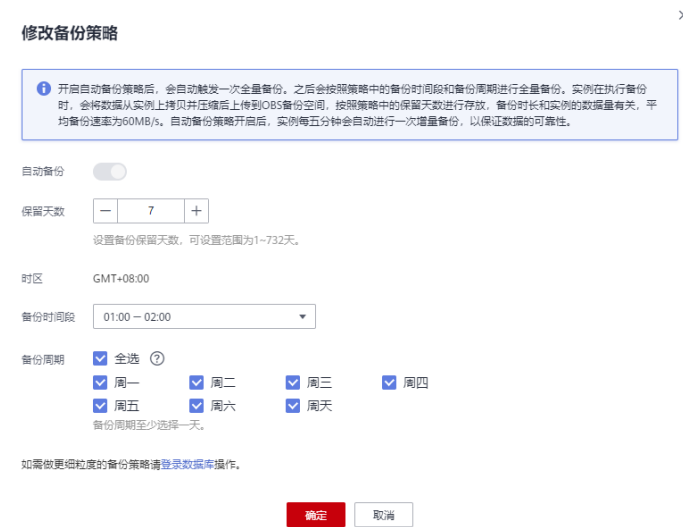 修改备份策略
开启自动备份策略后，会自动触发一次全量备份。之后会按照策略中的备份时间段和备份周期进行全量备份。实例在执行备份
时，会将数据从实例上拷贝并压缩后上传到OBS备份空间，按照策略中的保留天数进行存放，备份时长和实例的数据量有关，平
均备份速率为60MB/s。自动备份策略开启后，实例每五分钟会自动进行一次增量备份，以保证数据的可靠性。
自动备份
保留天数 — 7 +
设置备份保留天数，可设置范围为1~732天。
时区 GMT+08:00
备份时间段 01:00 — 02:00
备份周期 全选 ?
周一 周二 周三 周四
周五 周六 周天
备份周期至少选择一天。
如需做更细粒度的备份策略请登录数据库操作。
确定 取消